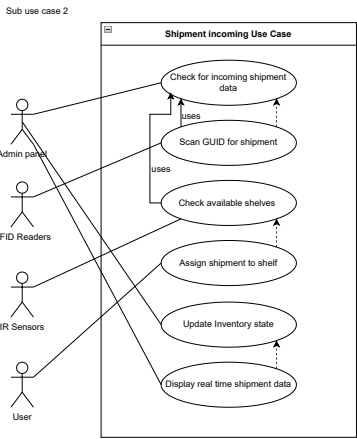 Sub use case 2
Shipment incoming Use Case
Check for incoming shipment
data
uses
Scan GUID for shipment
Admin panel
uses
Check available shelves
FID Readers
Assign shipment to shelf
IR Sensors
Update Inventory state
Display real time shipment data
User